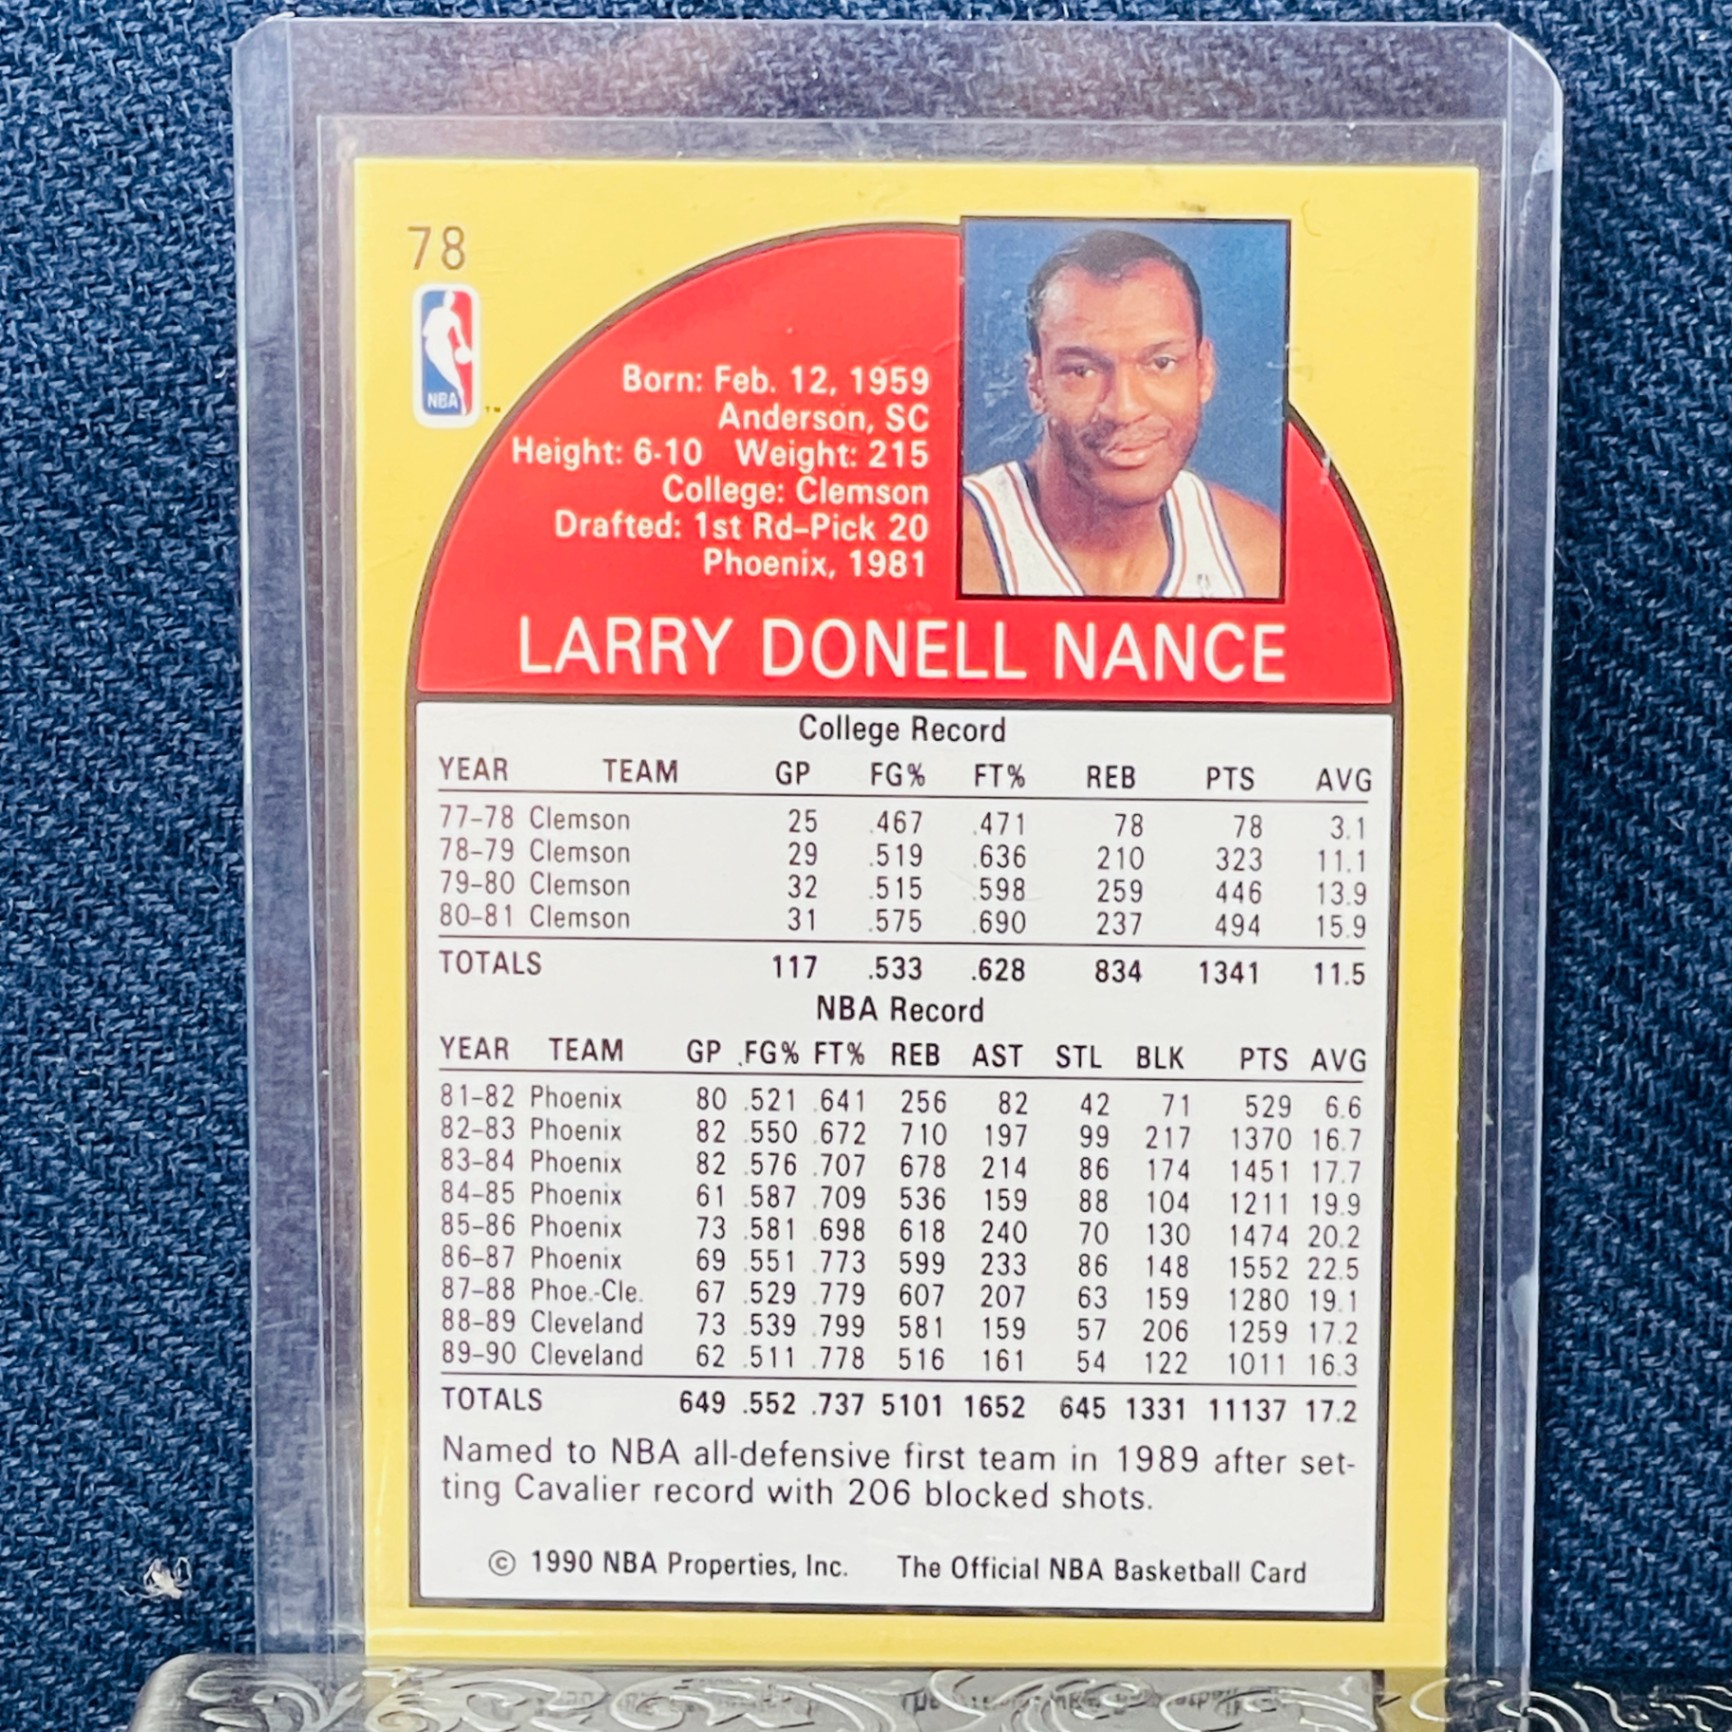 78
NBA
™
Born: Feb. 12, 1959
Anderson, SC
Height: 6-10 Weight: 215
College: Clemson
Drafted: 1st Rd-Pick 20
Phoenix, 1981
LARRY DONELL NANCE
College Record
YEAR TEAM GP FG% FT% REB PTS AVG
77-78 Clemson 25 .467 .471 78 78 3.1
78-79 Clemson 29 .519 .636 210 323 11.1
79-80 Clemson 32 .515 .598 259 446 13.9
80-81 Clemson 31 .575 .690 237 494 15.9
TOTALS 117 .533 .628 834 1341 11.5
NBA Record
YEAR TEAM GP FG% FT% REB AST STL BLK PTS AVG
81-82 Phoenix 80 .521 .641 256 82 42 71 529 6.6
82-83 Phoenix 82 .550 .672 710 197 99 217 1370 16.7
83-84 Phoenix 82 .576 .707 678 214 86 174 1451 17.7
84-85 Phoenix 61 .587 .709 536 159 88 104 1211 19.9
85-86 Phoenix 73 .581 .698 618 240 70 130 1474 20.2
86-87 Phoenix 69 .551 .773 599 233 86 148 1552 22.5
87-88 Phoe.-Cle. 67 .529 .779 607 207 63 159 1280 19.1
88-89 Cleveland 73 .539 .799 581 159 57 206 1259 17.2
89-90 Cleveland 62 .511 .778 516 161 54 122 1011 16.3
TOTALS 649 .552 .737 5101 1652 645 1331 11137 17.2
Named to NBA all-defensive first team in 1989 after set-
ting Cavalier record with 206 blocked shots.
© 1990 NBA Properties, Inc. The Official NBA Basketball Card